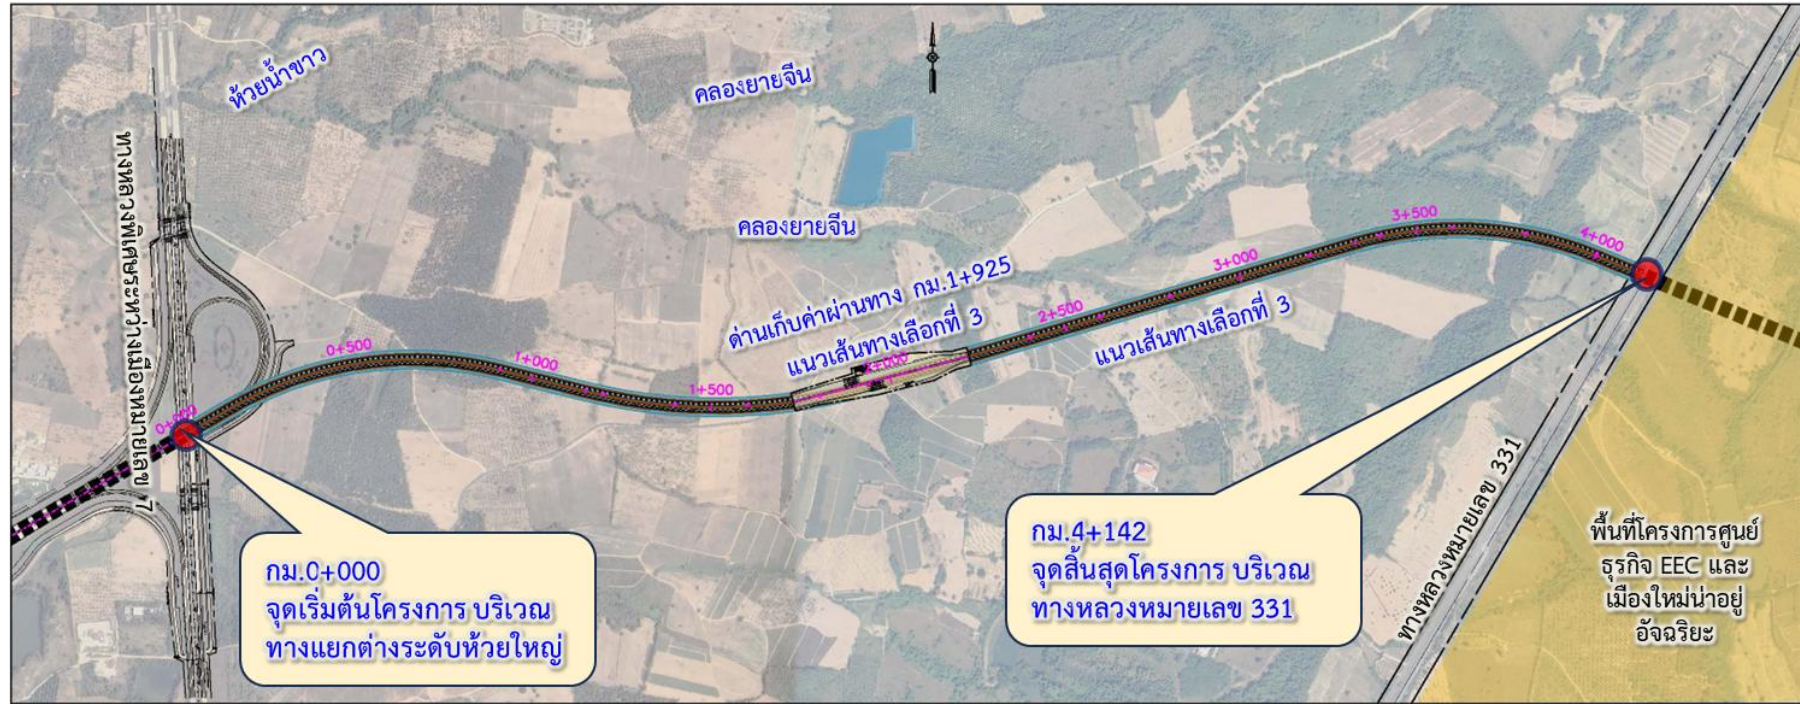 ห้วยน้ำขาว
คลองยายจีน
คลองยายจีน
ทางหลวงพิเศษระหว่างเมืองหมายเลข 7
ด่านเก็บค่าผ่านทาง กม.1+925
แนวเส้นทางเลือกที่ 3
แนวเส้นทางเลือกที่ 3
0+000
0+500
1+000
1+500
2+000
2+500
3+000
3+500
4+000
กม.0+000
จุดเริ่มต้นโครงการ บริเวณ
ทางแยกต่างระดับห้วยใหญ่
กม.4+142
จุดสิ้นสุดโครงการ บริเวณ
ทางหลวงหมายเลข 331
ทางหลวงหมายเลข 331
พื้นที่โครงการศูนย์
ธุรกิจ EEC และ
เมืองใหม่น่าอยู่
อัจฉริยะ